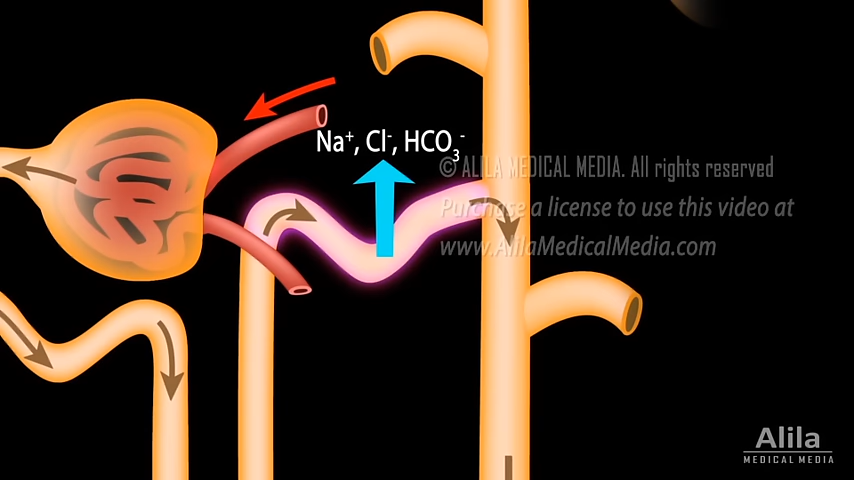 Na⁺, Cl⁻, HCO₃⁻
© ALILA MEDICAL MEDIA. All rights reserved
Purchase a license to use this video at
www.AlilaMedicalMedia.com
Alila
MEDICAL MEDIA